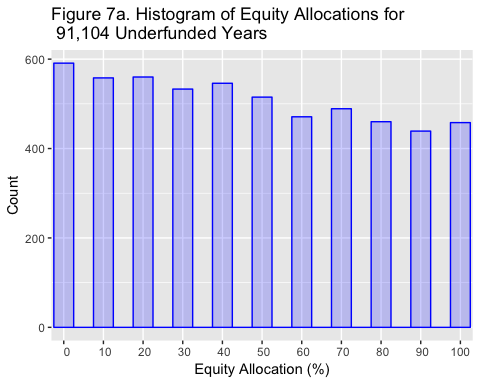 Figure 7a. Histogram of Equity Allocations for
91,104 Underfunded Years
600
400
200
0
Count
0 10 20 30 40 50 60 70 80 90 100
Equity Allocation (%)